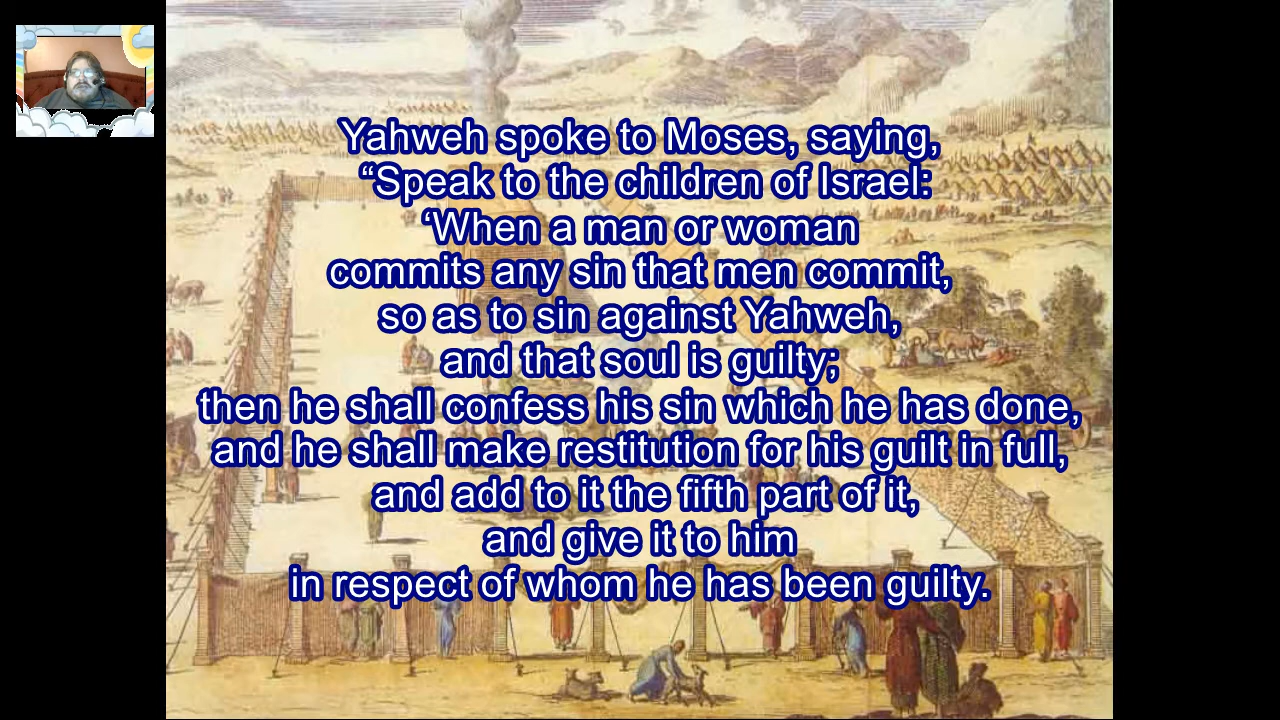 Yahweh spoke to Moses, saying,
“Speak to the children of Israel:
‘When a man or woman
commits any sin that men commit,
so as to sin against Yahweh,
and that soul is guilty;
then he shall confess his sin which he has done,
and he shall make restitution for his guilt in full,
and add to it the fifth part of it,
and give it to him
in respect of whom he has been guilty.